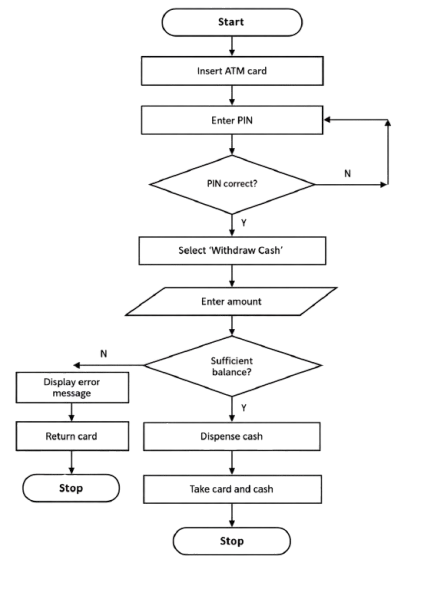 Start
Insert ATM card
Enter PIN
PIN correct?
N
Y
Select ‘Withdraw Cash’
Enter amount
Sufficient
balance?
N
Y
Display error
message
Return card
Stop
Dispense cash
Take card and cash
Stop